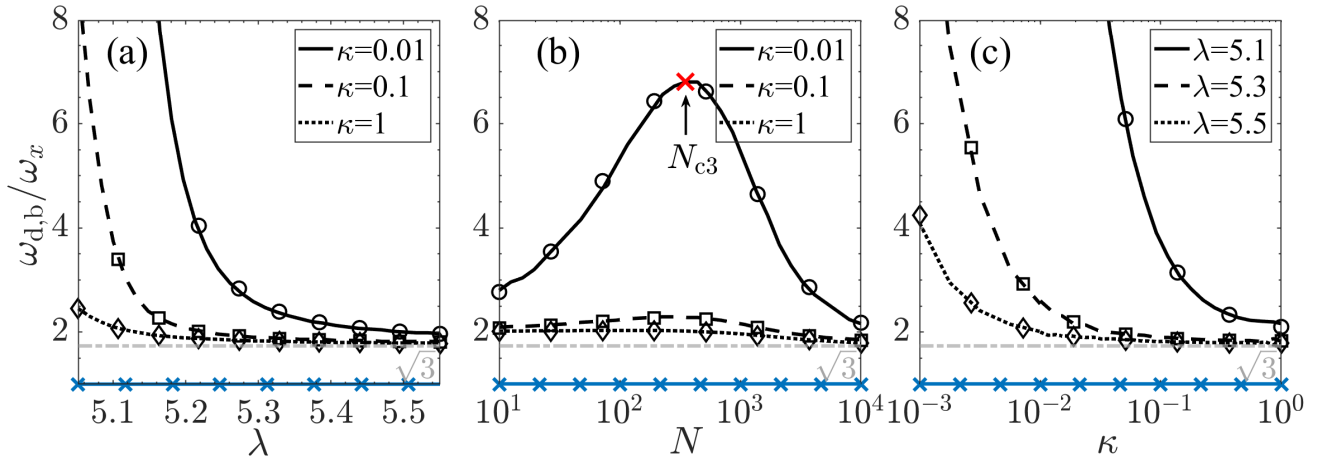 ω_{d,b}/ω_x
8
6
4
2
(a)
κ=0.01
κ=0.1
κ=1
√3
5.1
5.2
5.3
5.4
5.5
λ
8
6
4
2
(b)
κ=0.01
κ=0.1
κ=1
N_{c3}
√3
10^1
10^2
10^3
10^4
N
8
6
4
2
(c)
λ=5.1
λ=5.3
λ=5.5
√3
10^{-3}
10^{-2}
10^{-1}
10^0
κ